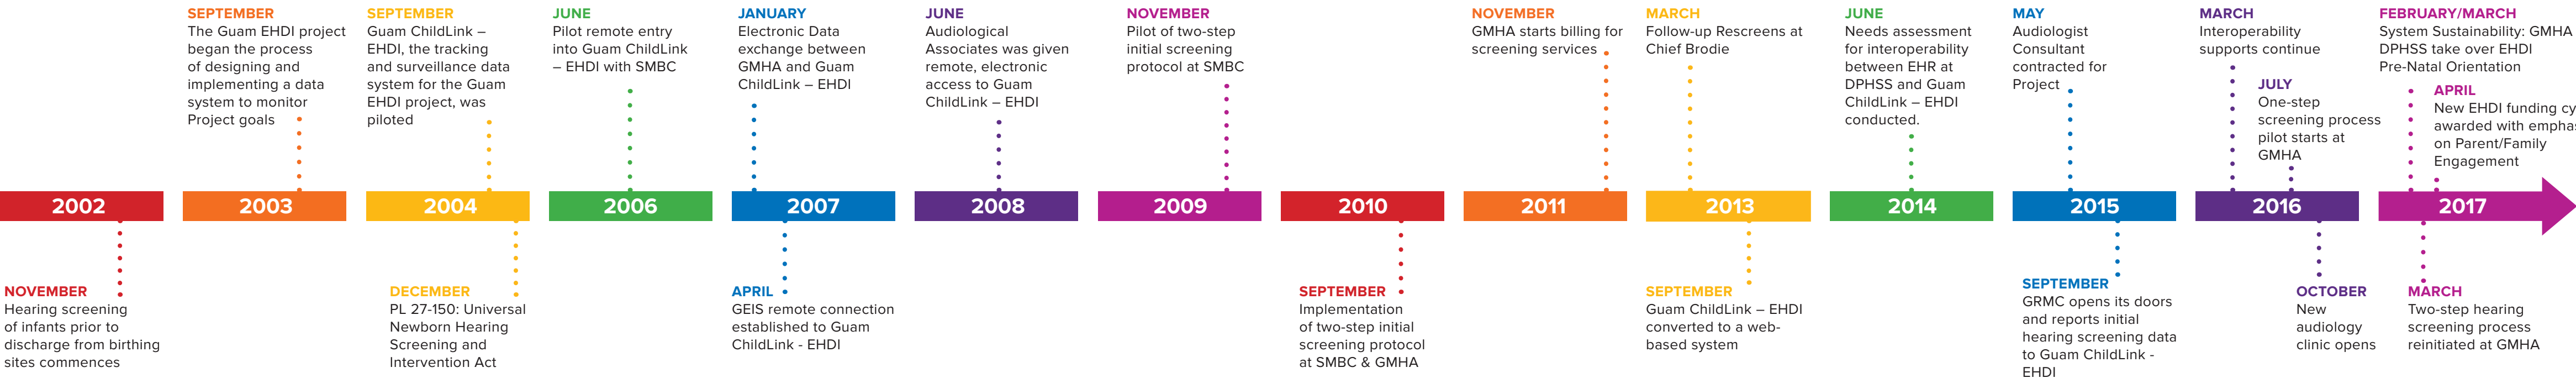 SEPTEMBER
The Guam EHDI project
began the process
of designing and
implementing a data
system to monitor
Project goals
SEPTEMBER
Guam ChildLink –
EHDI, the tracking
and surveillance data
system for the Guam
EHDI project, was
piloted
JUNE
Pilot remote entry
into Guam ChildLink
– EHDI with SMBC
JANUARY
Electronic Data
exchange between
GMHA and Guam
ChildLink – EHDI
JUNE
Audiological
Associates was given
remote, electronic
access to Guam
ChildLink – EHDI
NOVEMBER
Pilot of two-step
initial screening
protocol at SMBC
NOVEMBER
GMHA starts billing for
screening services
MARCH
Follow-up Rescreens at
Chief Brodie
JUNE
Needs assessment
for interoperability
between EHR at
DPHSS and Guam
ChildLink – EHDI
conducted.
MAY
Audiologist
Consultant
contracted for
Project
MARCH
Interoperability
supports continue
JULY
One-step
screening process
pilot starts at
GMHA
FEBRUARY/MARCH
System Sustainability: GMHA
DPHSS take over EHDI
Pre-Natal Orientation
APRIL
New EHDI funding
awarded with
on Parent/Family
Engagement
2002
2003
2004
2006
2007
2008
2009
2010
2011
2013
2014
2015
2016
2017
NOVEMBER
Hearing screening
of infants prior to
discharge from birthing
sites commences
DECEMBER
PL 27-150: Universal
Newborn Hearing
Screening and
Intervention Act
APRIL
GEIS remote connection
established to Guam
ChildLink - EHDI
SEPTEMBER
Implementation
of two-step initial
screening protocol
at SMBC & GMHA
SEPTEMBER
Guam ChildLink – EHDI
converted to a web-
based system
SEPTEMBER
GRMC opens its doors
and reports initial
hearing screening data
to Guam ChildLink -
EHDI
OCTOBER
New
audiology
clinic opens
MARCH
Two-step hearing
screening process
reinitiated at GMHA